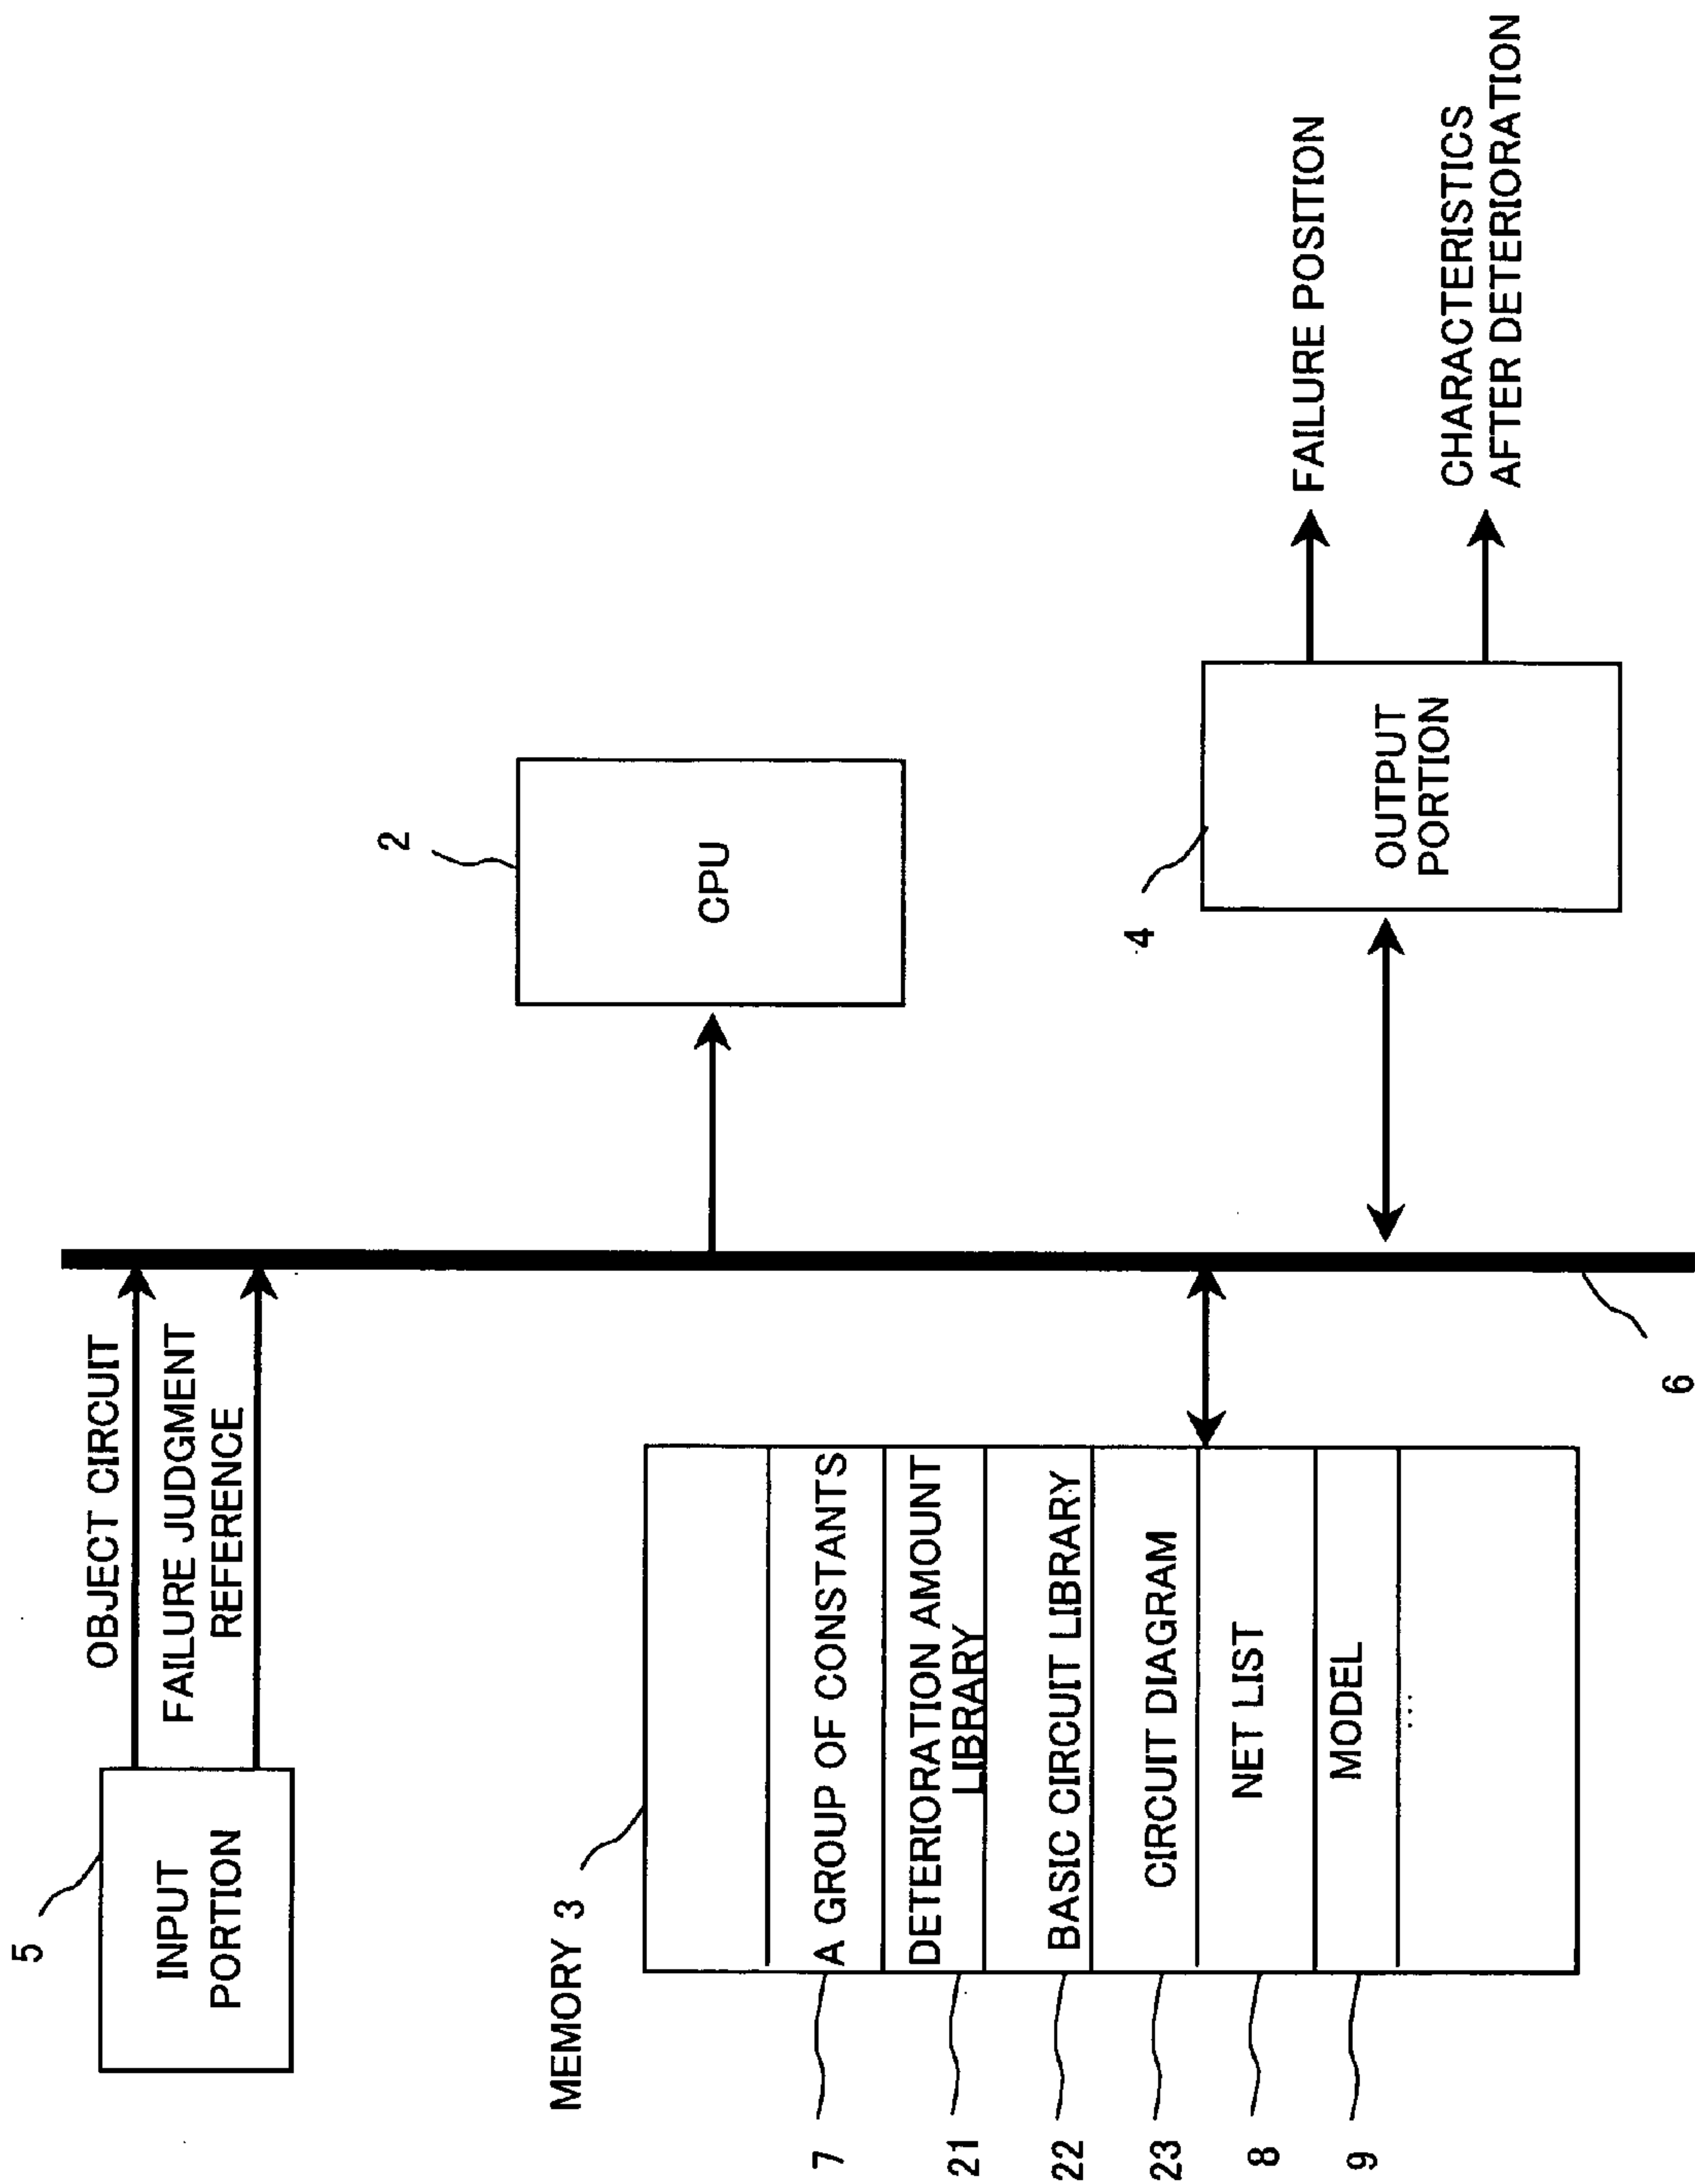 5
INPUT
PORTION
OBJECT CIRCUIT
FAILURE JUDGMENT
REFERENCE
MEMORY 3
A GROUP OF CONSTANTS
DETERIORATION AMOUNT
LIBRARY
BASIC CIRCUIT LIBRARY
CIRCUIT DIAGRAM
NET LIST
MODEL
...
7
21
22
23
8
9
6
2
CPU
4
OUTPUT
PORTION
FAILURE POSITION
CHARACTERISTICS
AFTER DETERIORATION